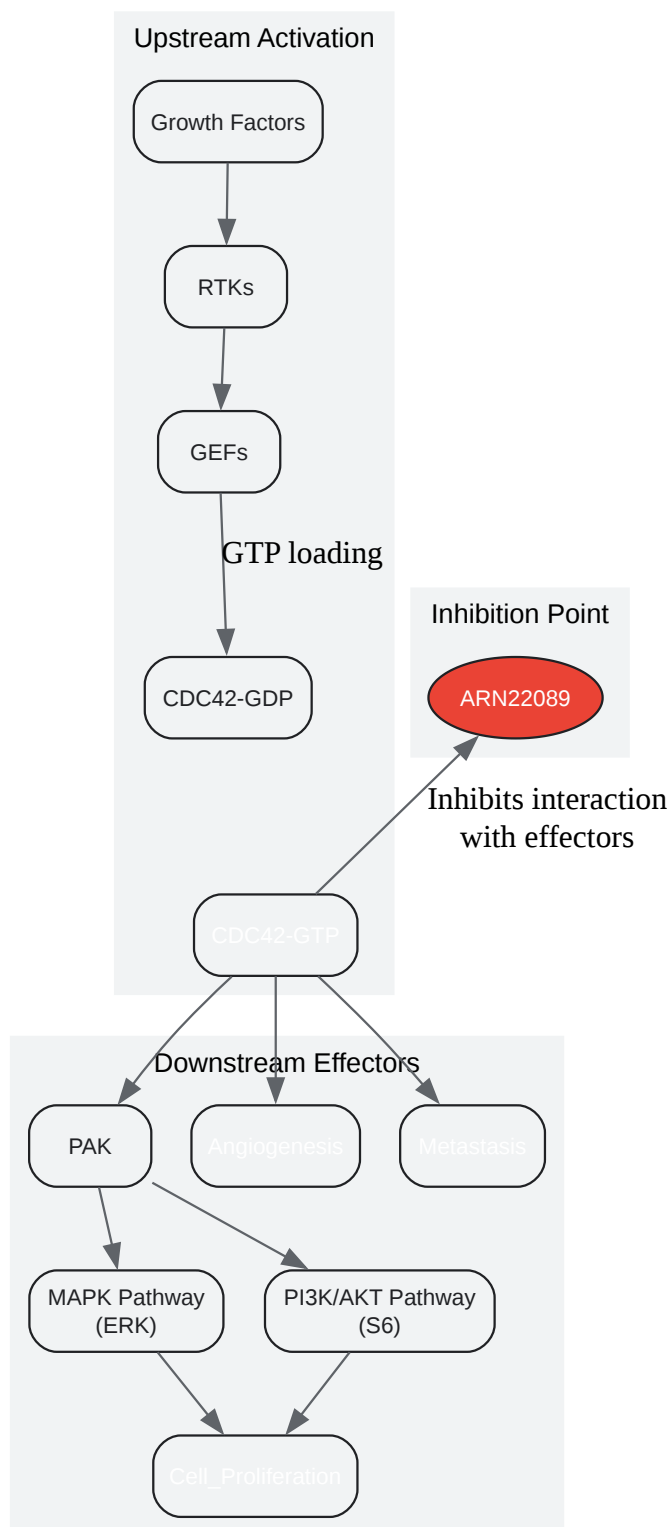 Upstream Activation
Growth Factors
RTKs
GEFs
GTP loading
CDC42-GDP
Inhibition Point
ARN22089
Inhibits interaction
with effectors
CDC42-GTP
Downstream Effectors
PAK
Angiogenesis
Metastasis
MAPK Pathway
(ERK)
PI3K/AKT Pathway
(S6)
Cell_Proliferation